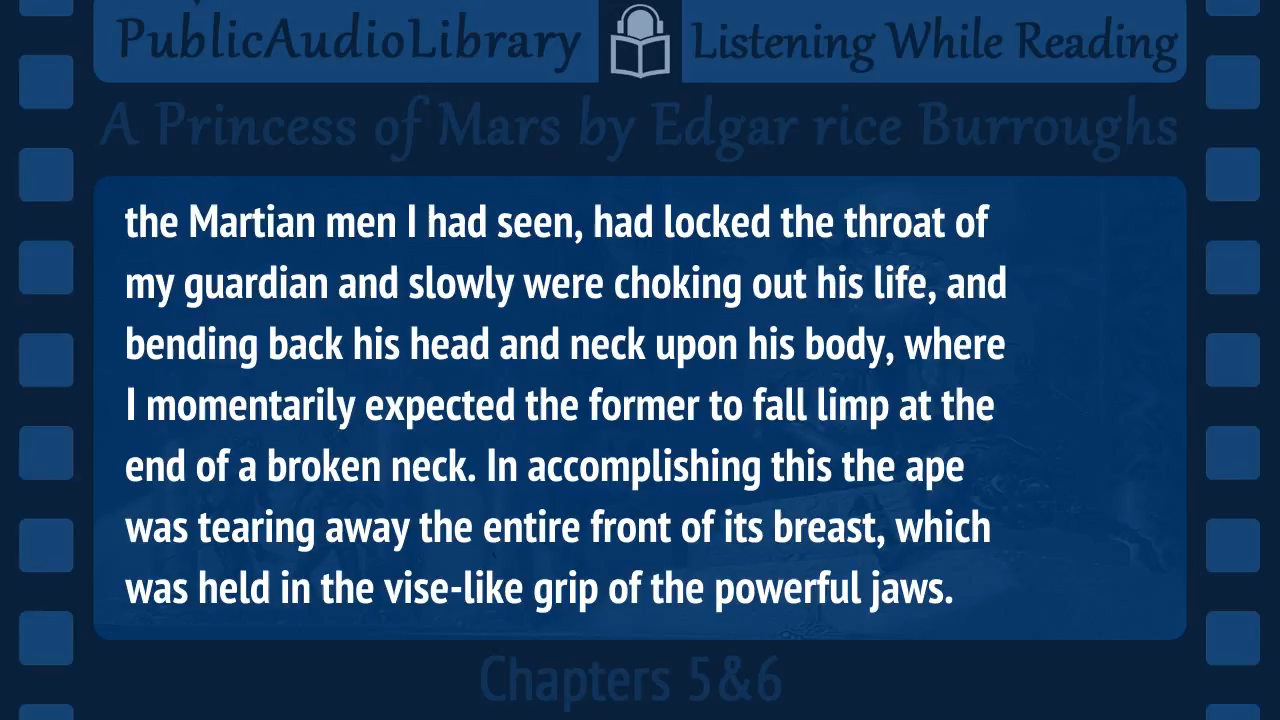 PublicAudioLibrary Listening While Reading
A Princess of Mars by Edgar rice Burroughs
the Martian men I had seen, had locked the throat of
my guardian and slowly were choking out his life, and
bending back his head and neck upon his body, where
I momentarily expected the former to fall limp at the
end of a broken neck. In accomplishing this the ape
was tearing away the entire front of its breast, which
was held in the vise-like grip of the powerful jaws.
Chapters 5&6